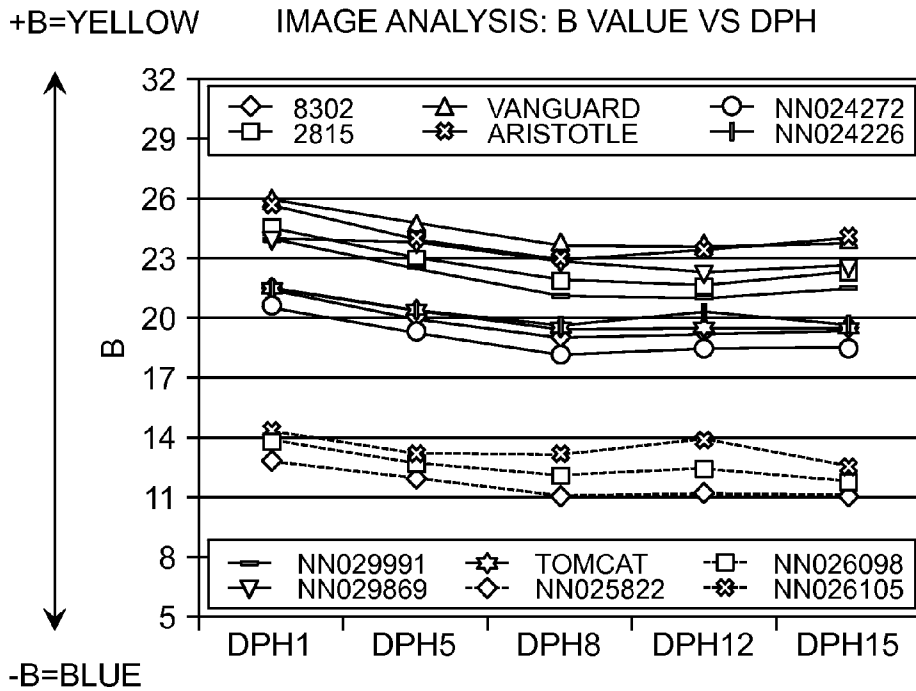 +B=YELLOW IMAGE ANALYSIS: B VALUE VS DPH
32
8302 VANGUARD NN024272
2815 ARISTOTLE NN024226
29
26
23
20
B
17
14
11
8
NN029991 TOMCAT NN026098
NN029869 NN025822 NN026105
5
DPH1 DPH5 DPH8 DPH12 DPH15
-B=BLUE